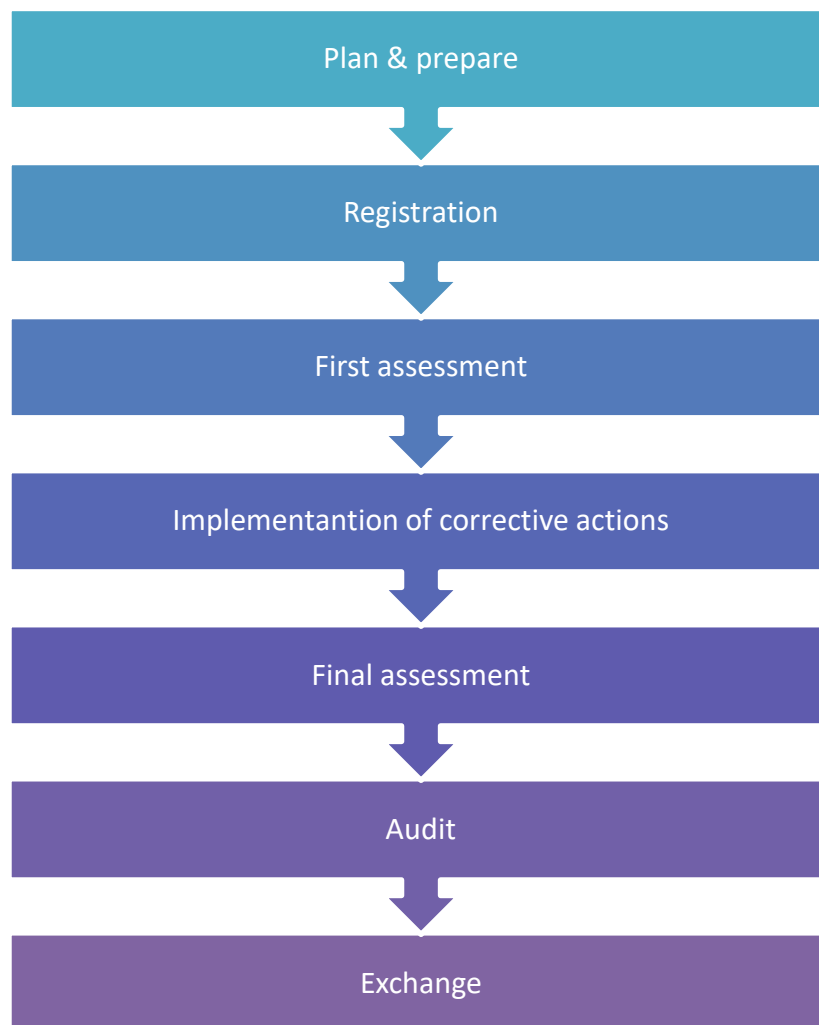 Plan & prepare
Registration
First assessment
Implementantion of corrective actions
Final assessment
Audit
Exchange